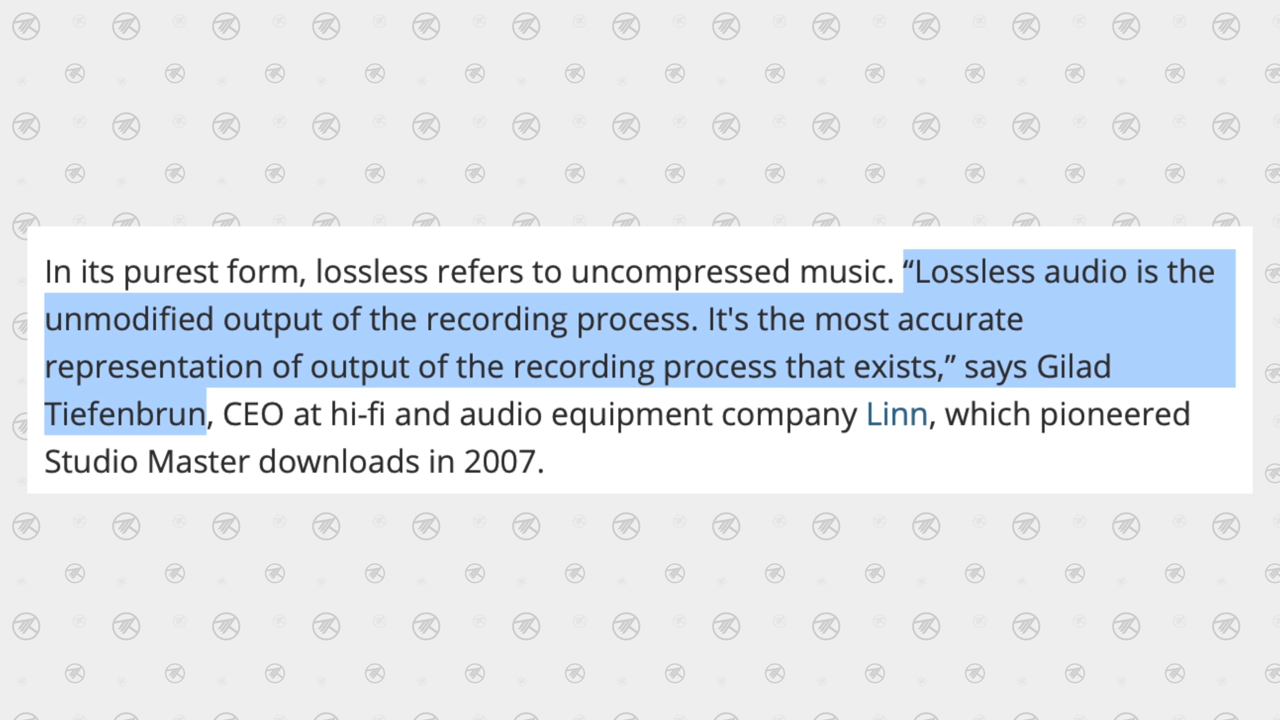 In its purest form, lossless refers to uncompressed music. “Lossless audio is the
unmodified output of the recording process. It's the most accurate
representation of output of the recording process that exists,” says Gilad
Tiefenbrun, CEO at hi-fi and audio equipment company Linn, which pioneered
Studio Master downloads in 2007.